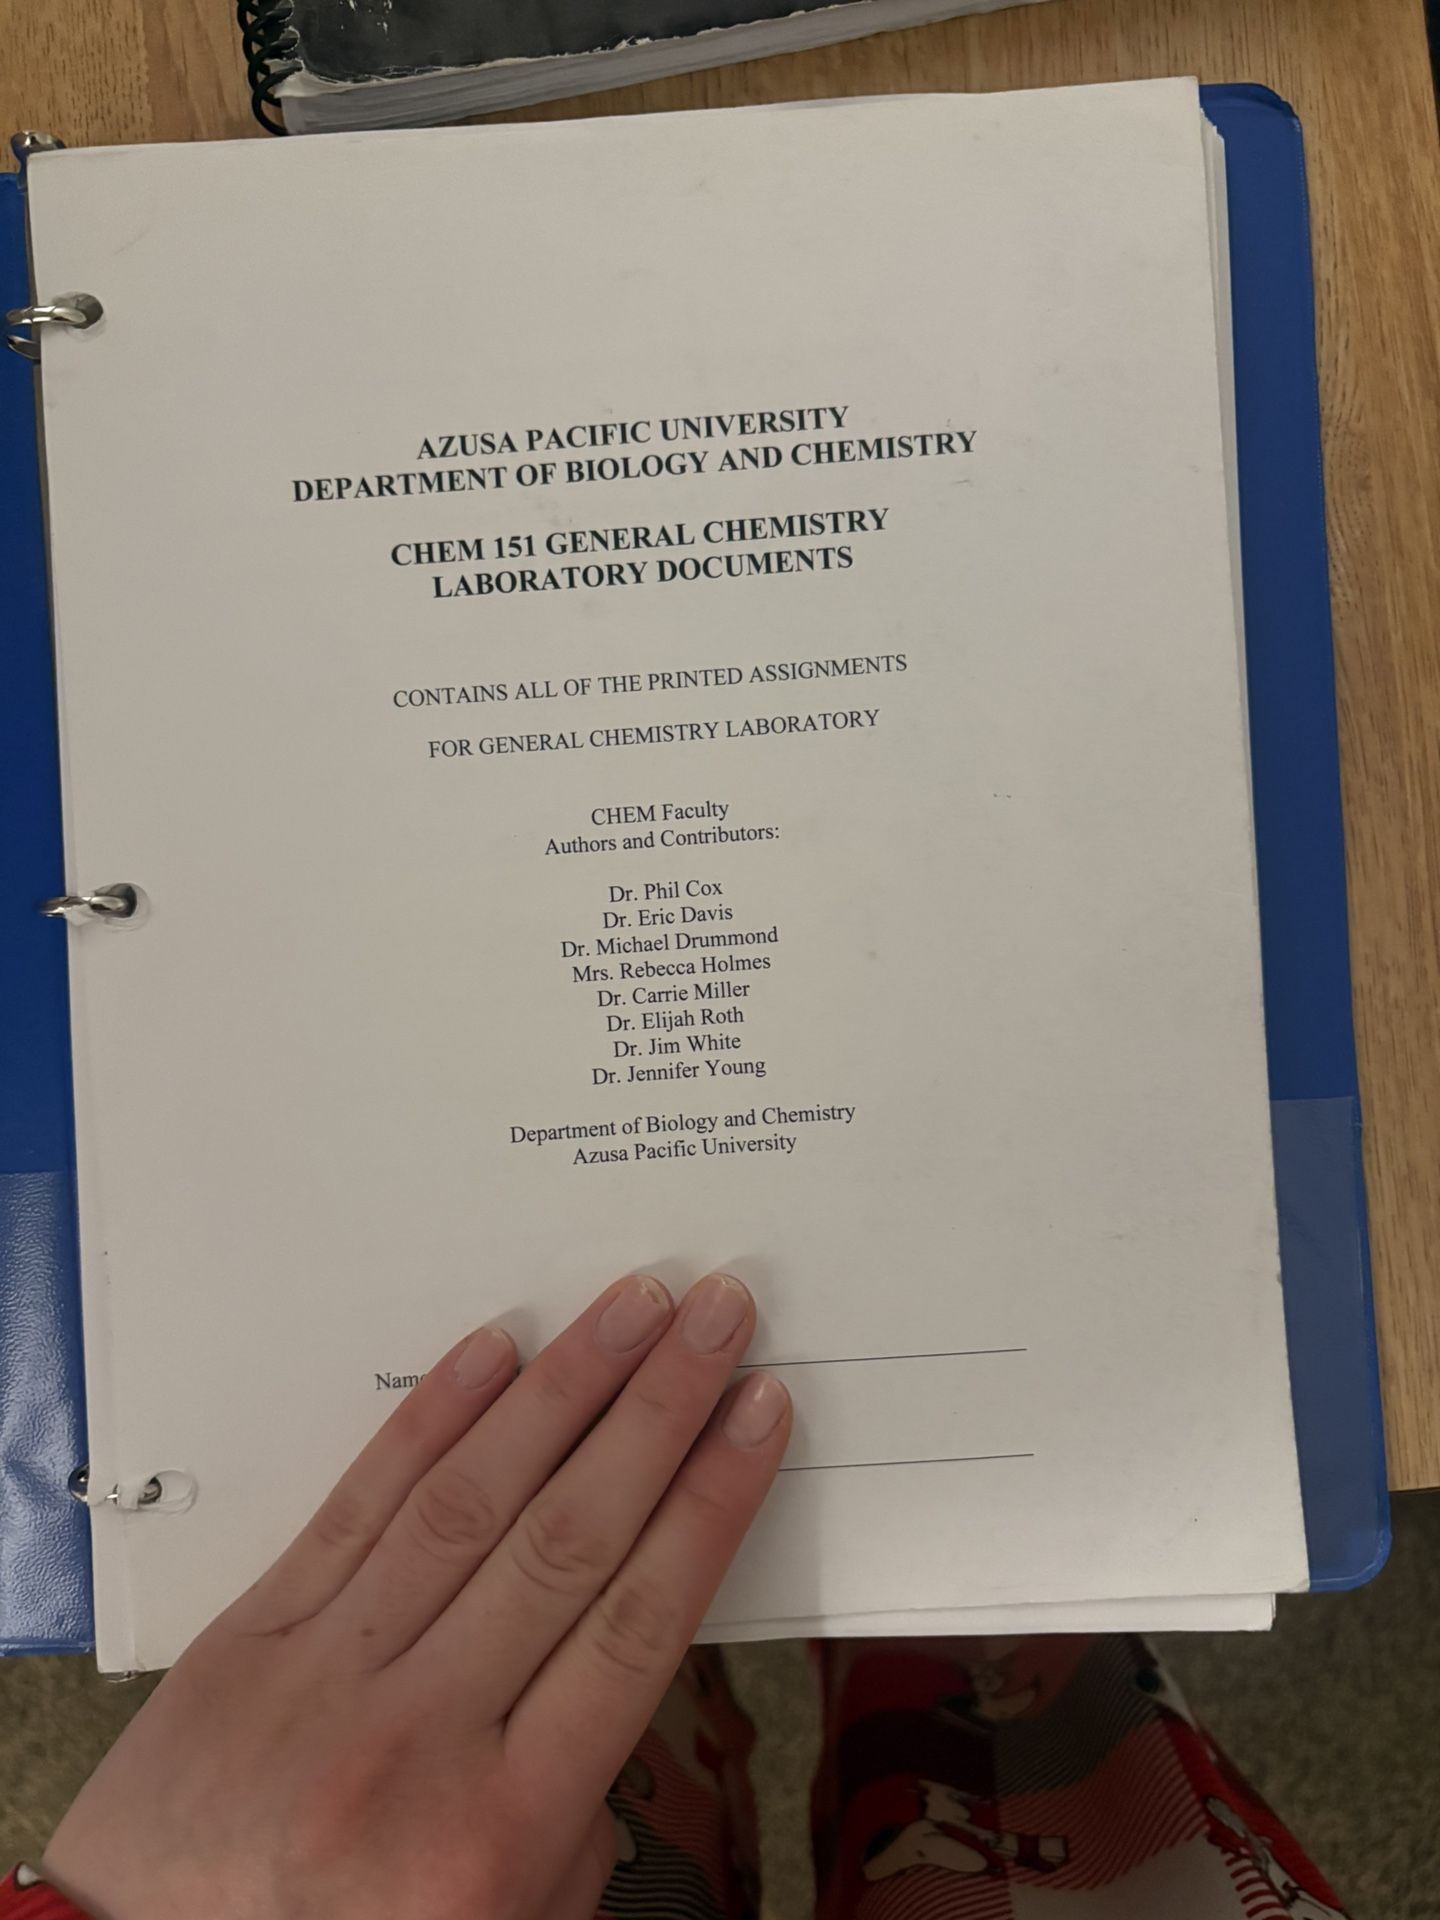 AZUSA PACIFIC UNIVERSITY
DEPARTMENT OF BIOLOGY AND CHEMISTRY
CHEM 151 GENERAL CHEMISTRY
LABORATORY DOCUMENTS
CONTAINS ALL OF THE PRINTED ASSIGNMENTS
FOR GENERAL CHEMISTRY LABORATORY
CHEM Faculty
Authors and Contributors:
Dr. Phil Cox
Dr. Eric Davis
Dr. Michael Drummond
Mrs. Rebecca Holmes
Dr. Carrie Miller
Dr. Elijah Roth
Dr. Jim White
Dr. Jennifer Young
Department of Biology and Chemistry
Azusa Pacific University